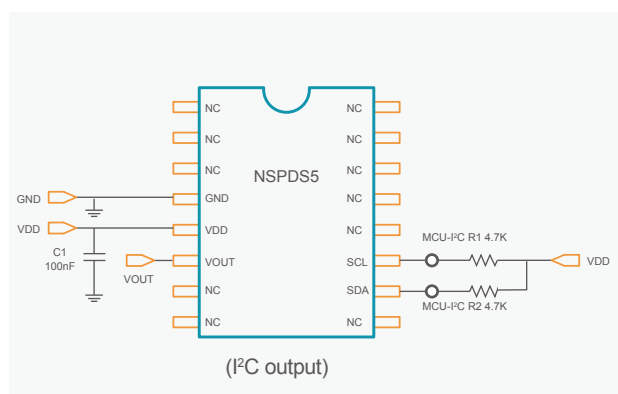 NC NC
NC NC
NC NC
NSPDS5
GND GND NC
VDD VDD NC
MCU-I²C R1 4.7K
C1
100nF
VOUT VOUT SCL VDD
NC SDA
MCU-I²C R2 4.7K
NC NC
(I²C output)